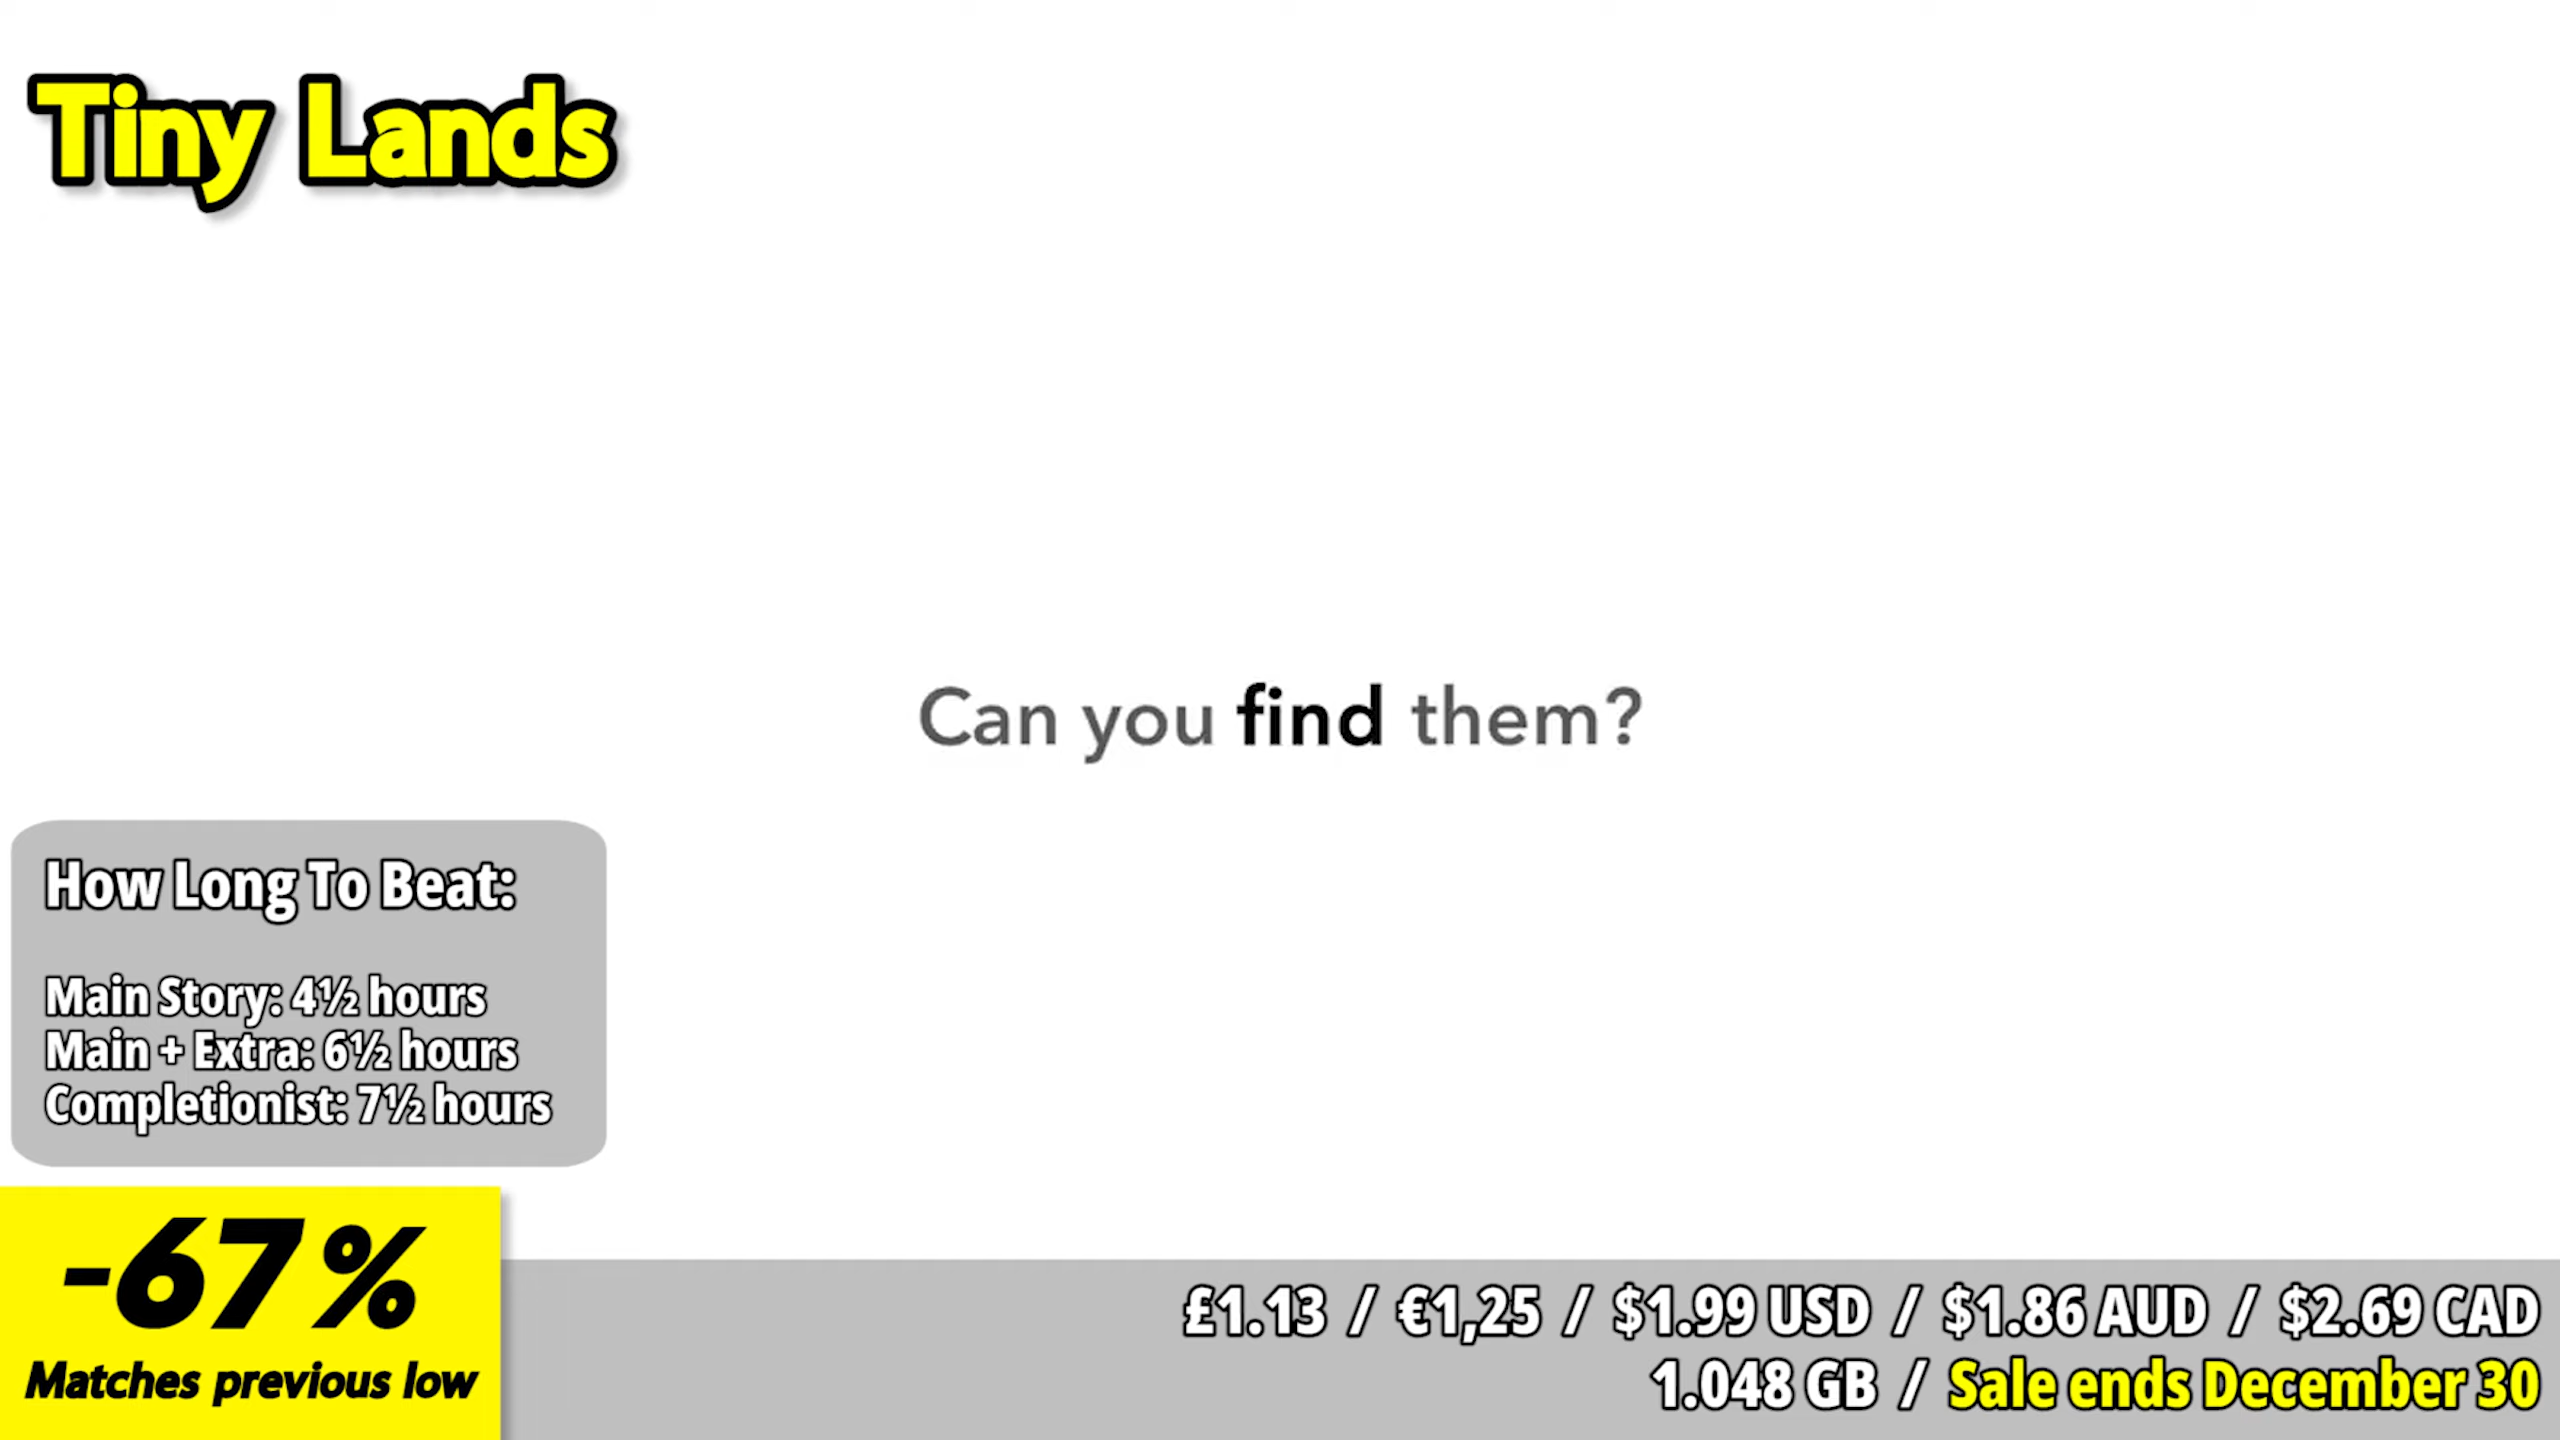 Tiny Lands
Can you find them?
How Long To Beat:
Main Story: 4½ hours
Main + Extra: 6½ hours
Completionist: 7½ hours
-67%
Matches previous low
£1.13 / €1,25 / $1.99 USD / $1.86 AUD / $2.69 CAD
1.048 GB / Sale ends December 30